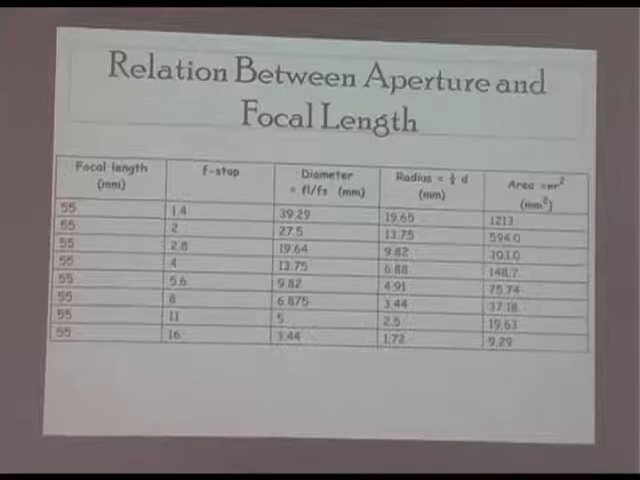 Relation Between Aperture and
Focal Length
Focal length (mm) f-stop Diameter = fl/fs (mm) Radius = ½ d (mm) Area =πr² (mm²)
55 1.4 39.29 19.65 1213
55 2 27.5 13.75 594.0
55 2.8 19.64 9.82 303.0
55 4 13.75 6.88 148.7
55 5.6 9.82 4.91 75.74
55 8 6.875 3.44 37.18
55 11 5 2.5 19.63
55 16 3.44 1.72 9.29